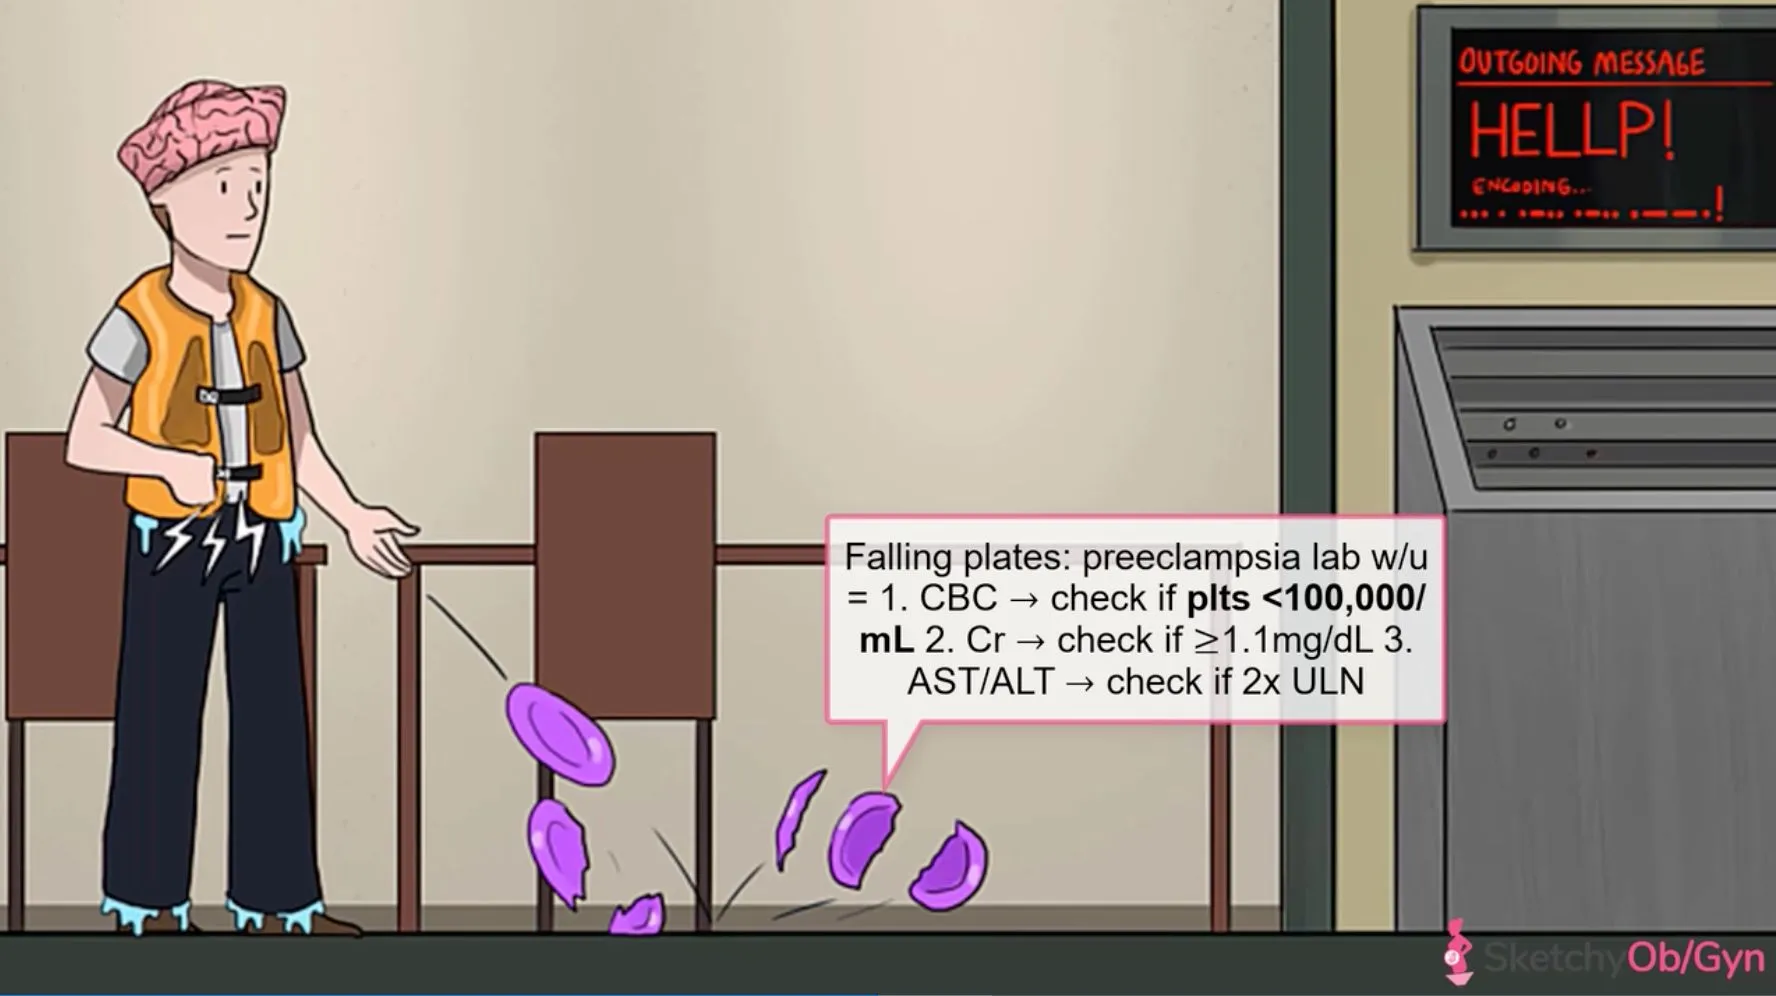 OUTGOING MESSAGE
HELLP!
ENCODING...
Falling plates: preeclampsia lab w/u
= 1. CBC → check if plts <100,000/
mL 2. Cr → check if ≥1.1mg/dL 3.
AST/ALT → check if 2x ULN
SketchyOb/Gyn